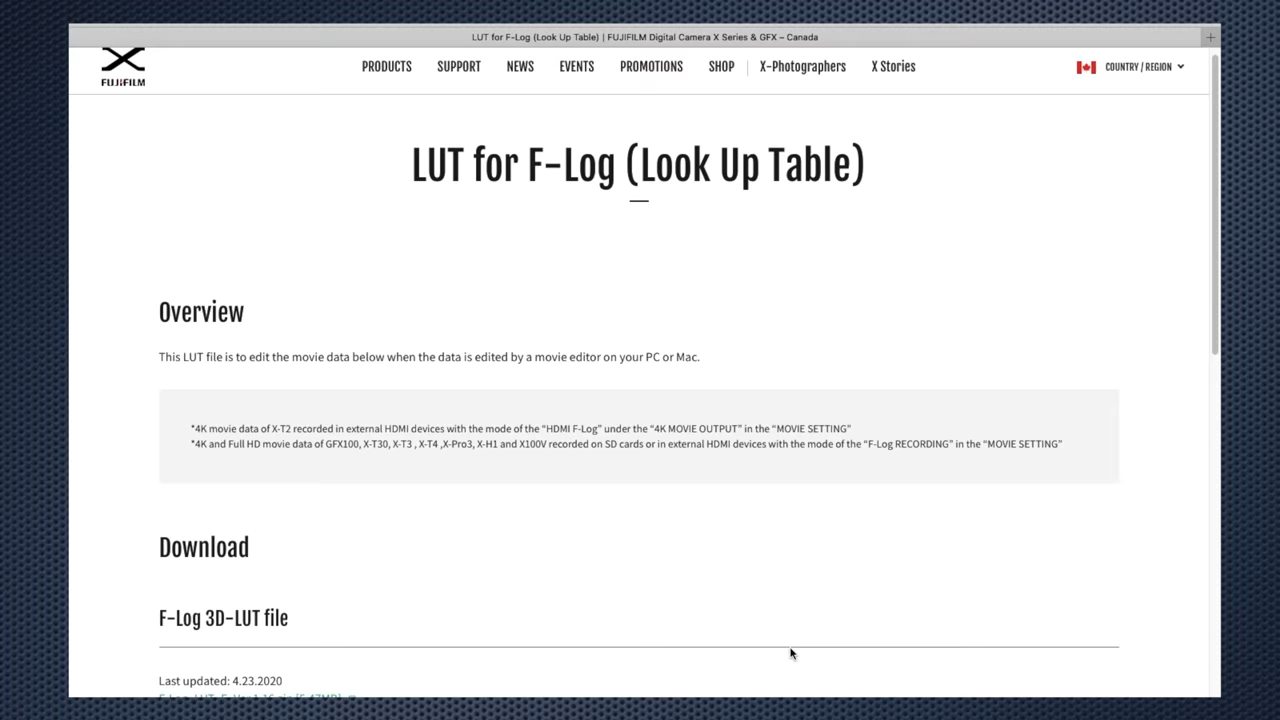 LUT for F-Log (Look Up Table) | FUJIFILM Digital Camera X Series & GFX – Canada
+
X
FUJIFILM
PRODUCTS SUPPORT NEWS EVENTS PROMOTIONS SHOP X-Photographers X Stories COUNTRY / REGION
LUT for F-Log (Look Up Table)
Overview
This LUT file is to edit the movie data below when the data is edited by a movie editor on your PC or Mac.
*4K movie data of X-T2 recorded in external HDMI devices with the mode of the “HDMI F-Log” under the “4K MOVIE OUTPUT” in the “MOVIE SETTING”
*4K and Full HD movie data of GFX100, X-T30, X-T3 , X-T4 ,X-Pro3, X-H1 and X100V recorded on SD cards or in external HDMI devices with the mode of the “F-Log RECORDING” in the “MOVIE SETTING”
Download
F-Log 3D-LUT file
Last updated: 4.23.2020